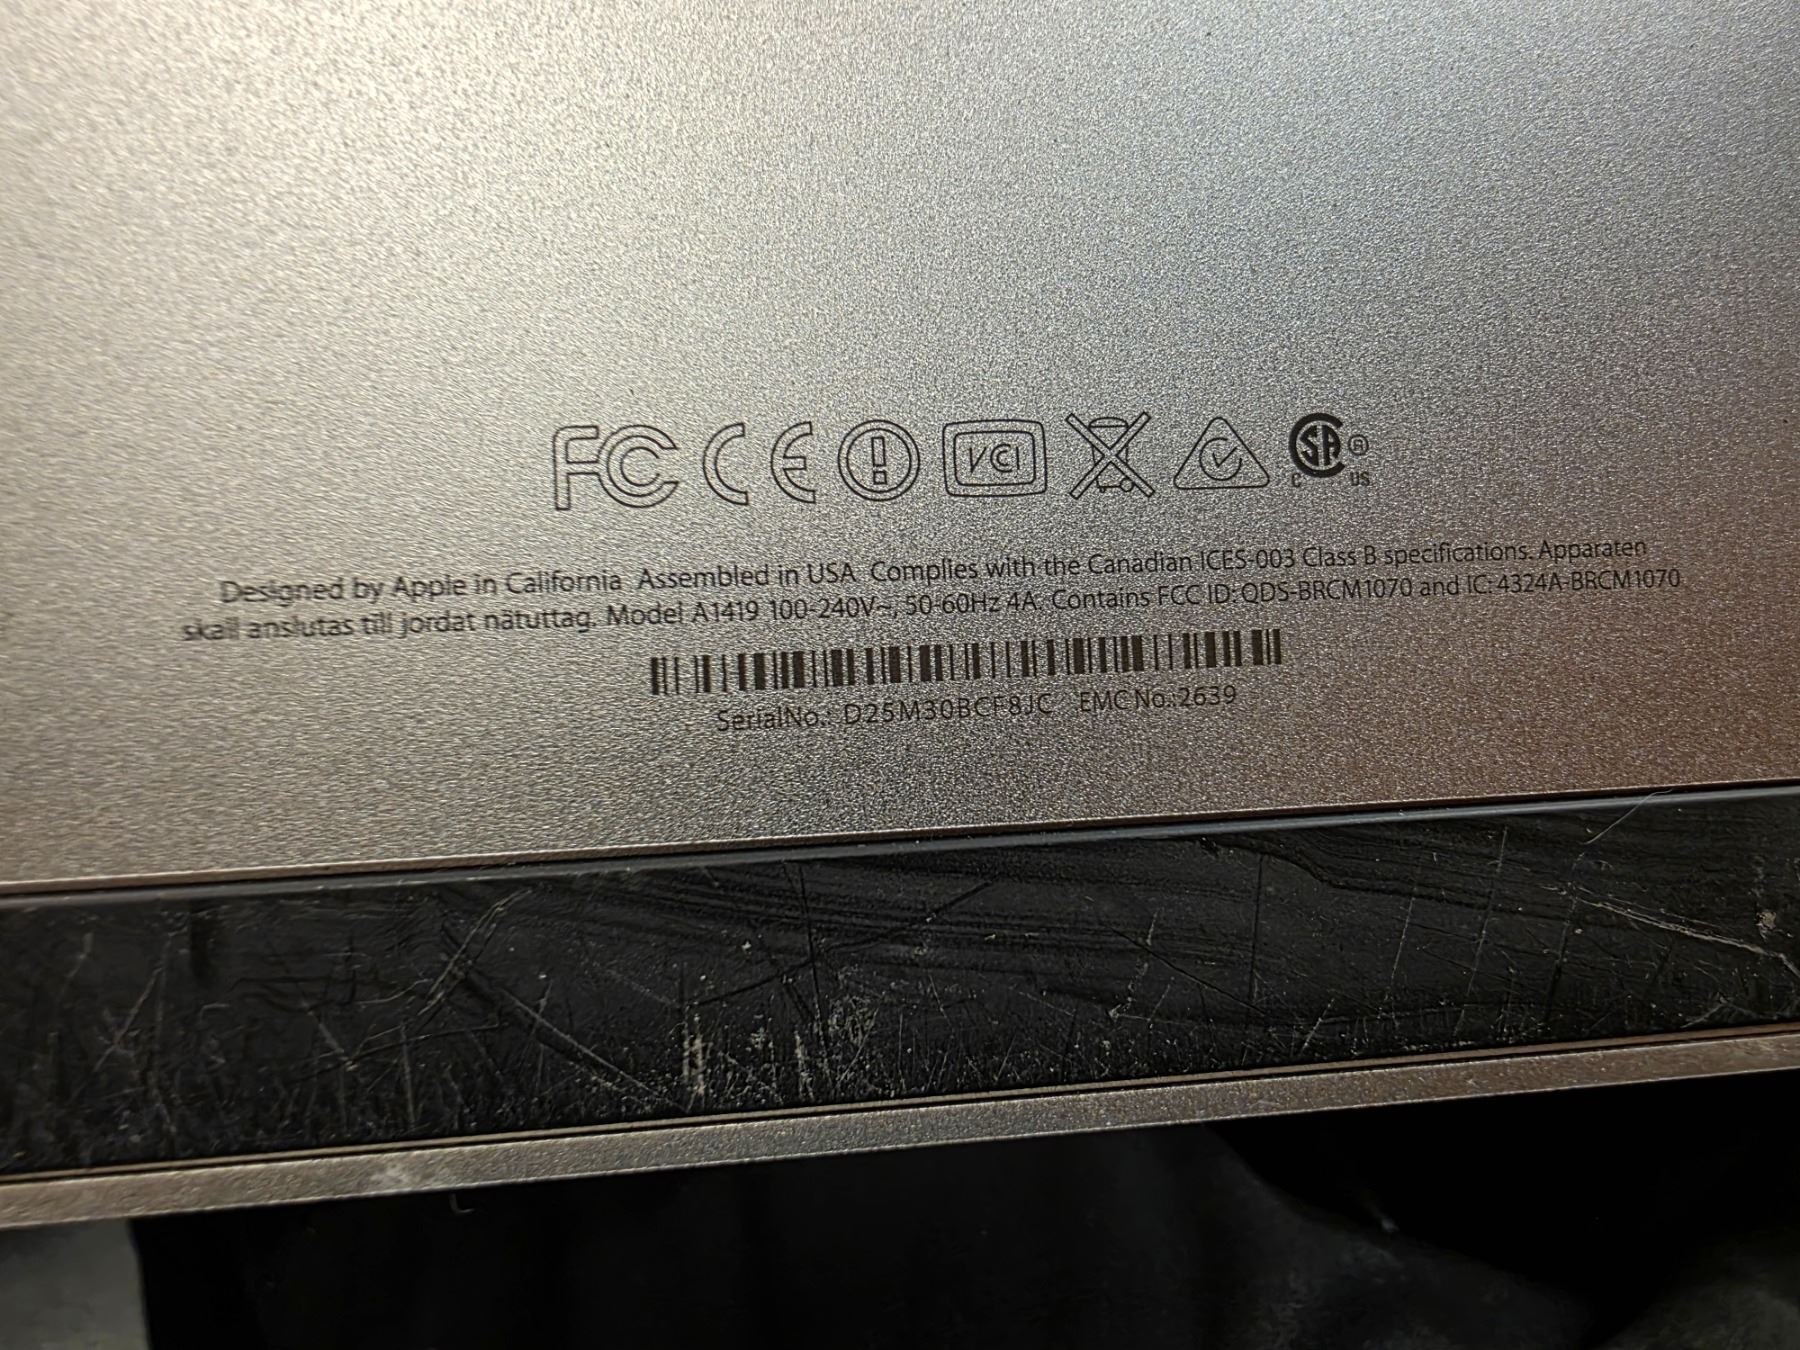 FC CE VCI SA ®
C US
Designed by Apple in California Assembled in USA Complies with the Canadian ICES-003 Class B specifications. Apparaten
skall anslutas till jordat nätuttag. Model A1419 100-240V~, 50-60Hz 4A. Contains FCC ID: QDS-BRCM1070 and IC: 4324A-BRCM1070
SerialNo.: D25M30BCF8JC EMC No.:2639